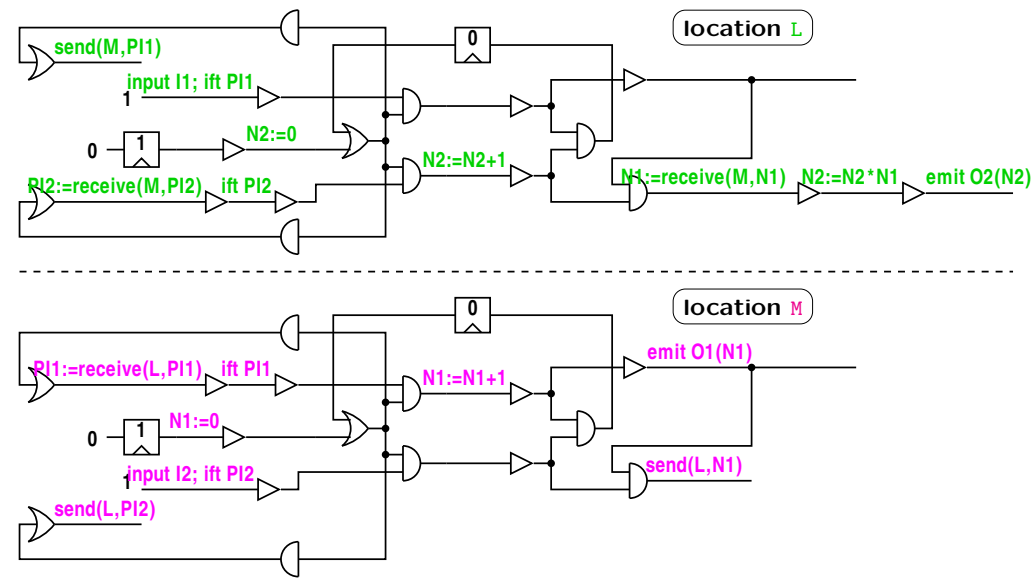 0
location L
send(M,PI1)
input I1; ift PI1
1
0
1
N2:=0
N2:=N2+1
PI2:=receive(M,PI2)
ift PI2
N1:=receive(M,N1)
N2:=N2*N1
emit O2(N2)
0
location M
emit O1(N1)
PI1:=receive(L,PI1)
ift PI1
N1:=N1+1
0
1
N1:=0
input I2; ift PI2
1
send(L,N1)
send(L,PI2)